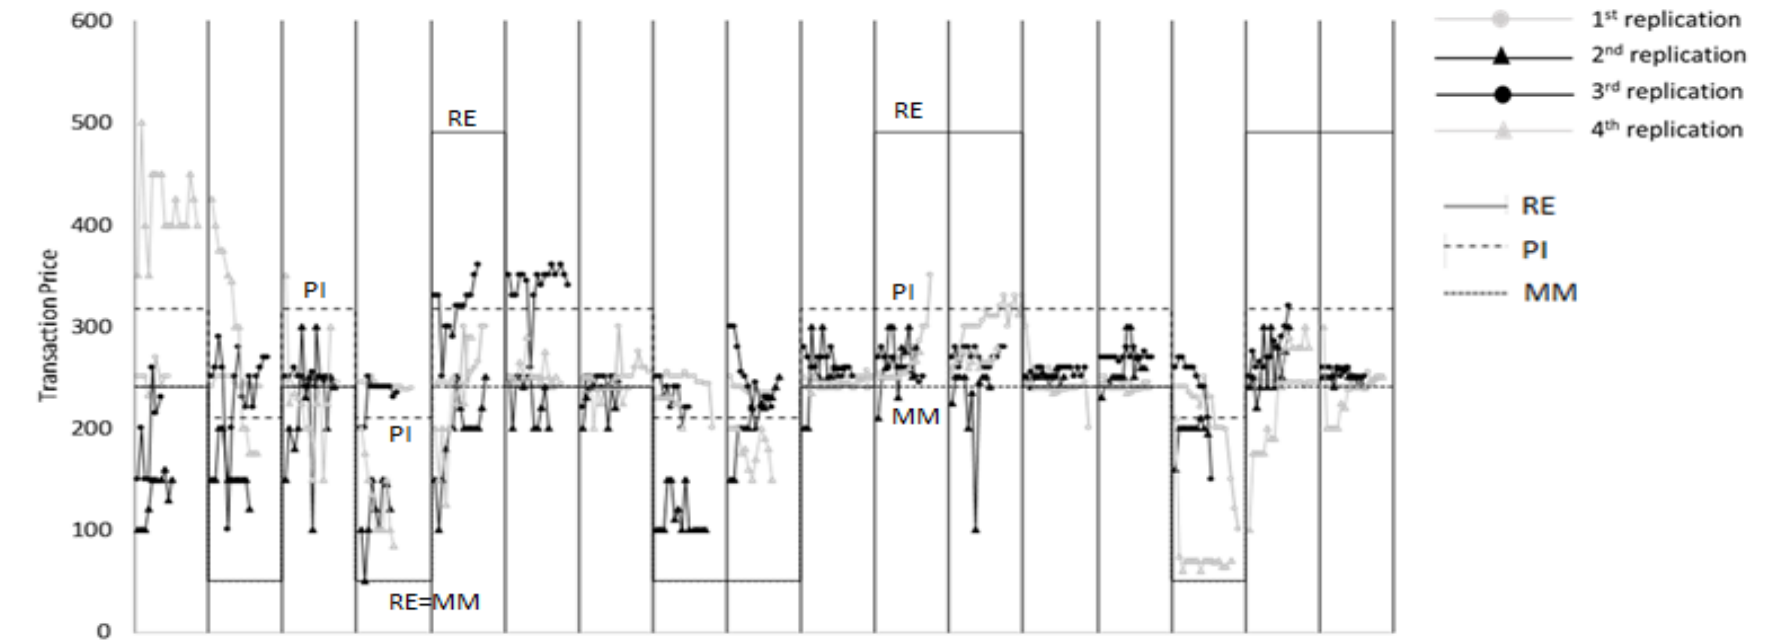 600
500
400
300
200
100
0
Transaction Price
RE
PI
PI
RE=MM
RE
PI
MM
1st replication
2nd replication
3rd replication
4th replication
RE
PI
MM